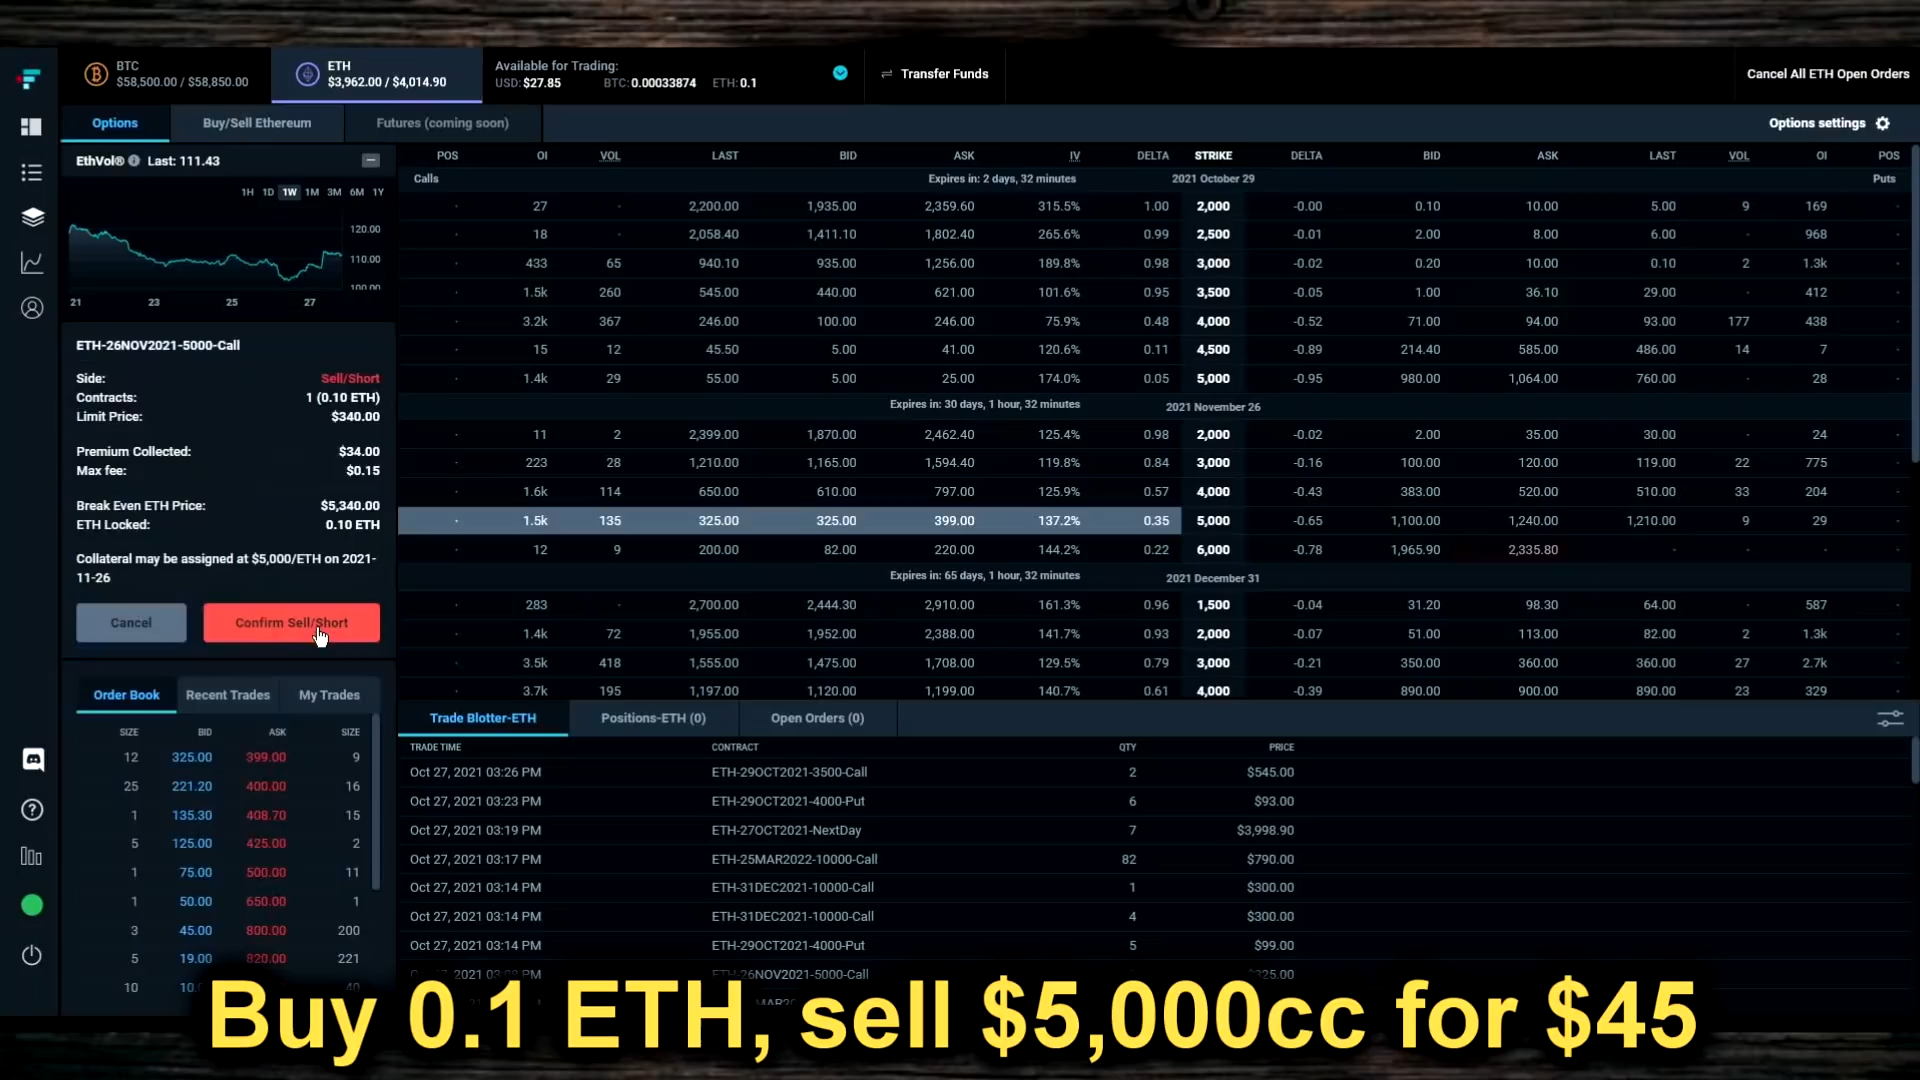 BTC
$58,500.00 / $58,850.00
ETH
$3,962.00 / $4,014.90
Available for Trading:
USD: $27.85 BTC: 0.00033874 ETH: 0.1
Transfer Funds
Cancel All ETH Open Orders
Options Buy/Sell Ethereum Futures (coming soon)
Options settings
EthVol® Last: 111.43
1H 1D 1W 1M 3M 6M 1Y
120.00
110.00
100.00
21 23 25 27
ETH-26NOV2021-5000-Call
Side: Sell/Short
Contracts: 1 (0.10 ETH)
Limit Price: $340.00
Premium Collected: $34.00
Max fee: $0.15
Break Even ETH Price: $5,340.00
ETH Locked: 0.10 ETH
Collateral may be assigned at $5,000/ETH on 2021-
11-26
Cancel Confirm Sell/Short
Order Book Recent Trades My Trades
SIZE BID ASK SIZE
12 325.00 399.00 9
25 221.20 400.00 16
1 135.30 408.70 15
5 125.00 425.00 2
1 75.00 500.00 11
1 50.00 650.00 1
3 45.00 800.00 200
5 19.00 820.00 221
10 10. 40
POS OI VOL LAST BID ASK IV DELTA STRIKE DELTA BID ASK LAST VOL OI POS
Calls Expires in: 2 days, 32 minutes 2021 October 29 Puts
- 27 - 2,200.00 1,935.00 2,359.60 315.5% 1.00 2,000 -0.00 0.10 10.00 5.00 9 169 -
- 18 - 2,058.40 1,411.10 1,802.40 265.6% 0.99 2,500 -0.01 2.00 8.00 6.00 - 968 -
- 433 65 940.10 935.00 1,256.00 189.8% 0.98 3,000 -0.02 0.20 10.00 0.10 2 1.3k -
- 1.5k 260 545.00 440.00 621.00 101.6% 0.95 3,500 -0.05 1.00 36.10 29.00 - 412 -
- 3.2k 367 246.00 100.00 246.00 75.9% 0.48 4,000 -0.52 71.00 94.00 93.00 177 438 -
- 15 12 45.50 5.00 41.00 120.6% 0.11 4,500 -0.89 214.40 585.00 486.00 14 7 -
- 1.4k 29 55.00 5.00 25.00 174.0% 0.05 5,000 -0.95 980.00 1,064.00 760.00 - 28 -
Expires in: 30 days, 1 hour, 32 minutes 2021 November 26
- 11 2 2,399.00 1,870.00 2,462.40 125.4% 0.98 2,000 -0.02 2.00 35.00 30.00 - 24 -
- 223 28 1,210.00 1,165.00 1,594.40 119.8% 0.84 3,000 -0.16 100.00 120.00 119.00 22 775 -
- 1.6k 114 650.00 610.00 797.00 125.9% 0.57 4,000 -0.43 383.00 520.00 510.00 33 204 -
- 1.5k 135 325.00 325.00 399.00 137.2% 0.35 5,000 -0.65 1,100.00 1,240.00 1,210.00 9 29 -
- 12 9 200.00 82.00 220.00 144.2% 0.22 6,000 -0.78 1,965.90 2,335.80 - - - -
Expires in: 65 days, 1 hour, 32 minutes 2021 December 31
- 283 - 2,700.00 2,444.30 2,910.00 161.3% 0.96 1,500 -0.04 31.20 98.30 64.00 - 587 -
- 1.4k 72 1,955.00 1,952.00 2,388.00 141.7% 0.93 2,000 -0.07 51.00 113.00 82.00 2 1.3k -
- 3.5k 418 1,555.00 1,475.00 1,708.00 129.5% 0.79 3,000 -0.21 350.00 360.00 360.00 27 2.7k -
- 3.7k 195 1,197.00 1,120.00 1,199.00 140.7% 0.61 4,000 -0.39 890.00 900.00 890.00 23 329 -
Trade Blotter-ETH Positions-ETH (0) Open Orders (0)
TRADE TIME CONTRACT QTY PRICE
Oct 27, 2021 03:26 PM ETH-29OCT2021-3500-Call 2 $545.00
Oct 27, 2021 03:23 PM ETH-29OCT2021-4000-Put 6 $93.00
Oct 27, 2021 03:19 PM ETH-27OCT2021-NextDay 7 $3,998.90
Oct 27, 2021 03:17 PM ETH-25MAR2022-10000-Call 82 $790.00
Oct 27, 2021 03:14 PM ETH-31DEC2021-10000-Call 1 $300.00
Oct 27, 2021 03:14 PM ETH-31DEC2021-10000-Call 4 $300.00
Oct 27, 2021 03:14 PM ETH-29OCT2021-4000-Put 5 $99.00
ETH-26NOV2021-5000-Call
Buy 0.1 ETH, sell $5,000cc for $45